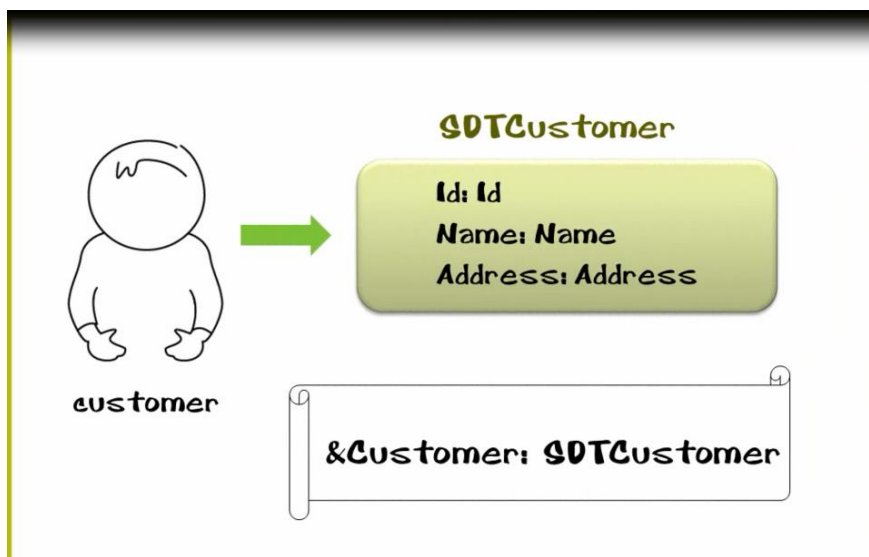 SDTCustomer
Id: Id
Name: Name
Address: Address
customer
&Customer: SDTCustomer